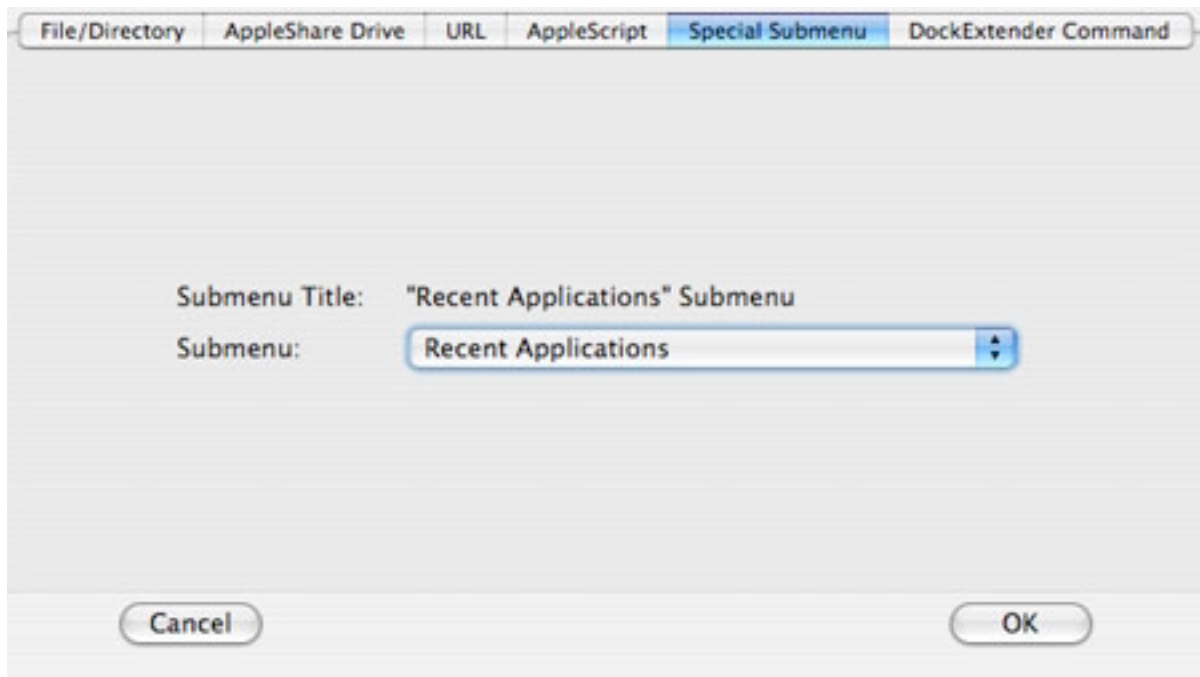 File/Directory AppleShare Drive URL AppleScript Special Submenu DockExtender Command
Submenu Title: "Recent Applications" Submenu
Submenu: Recent Applications
Cancel OK